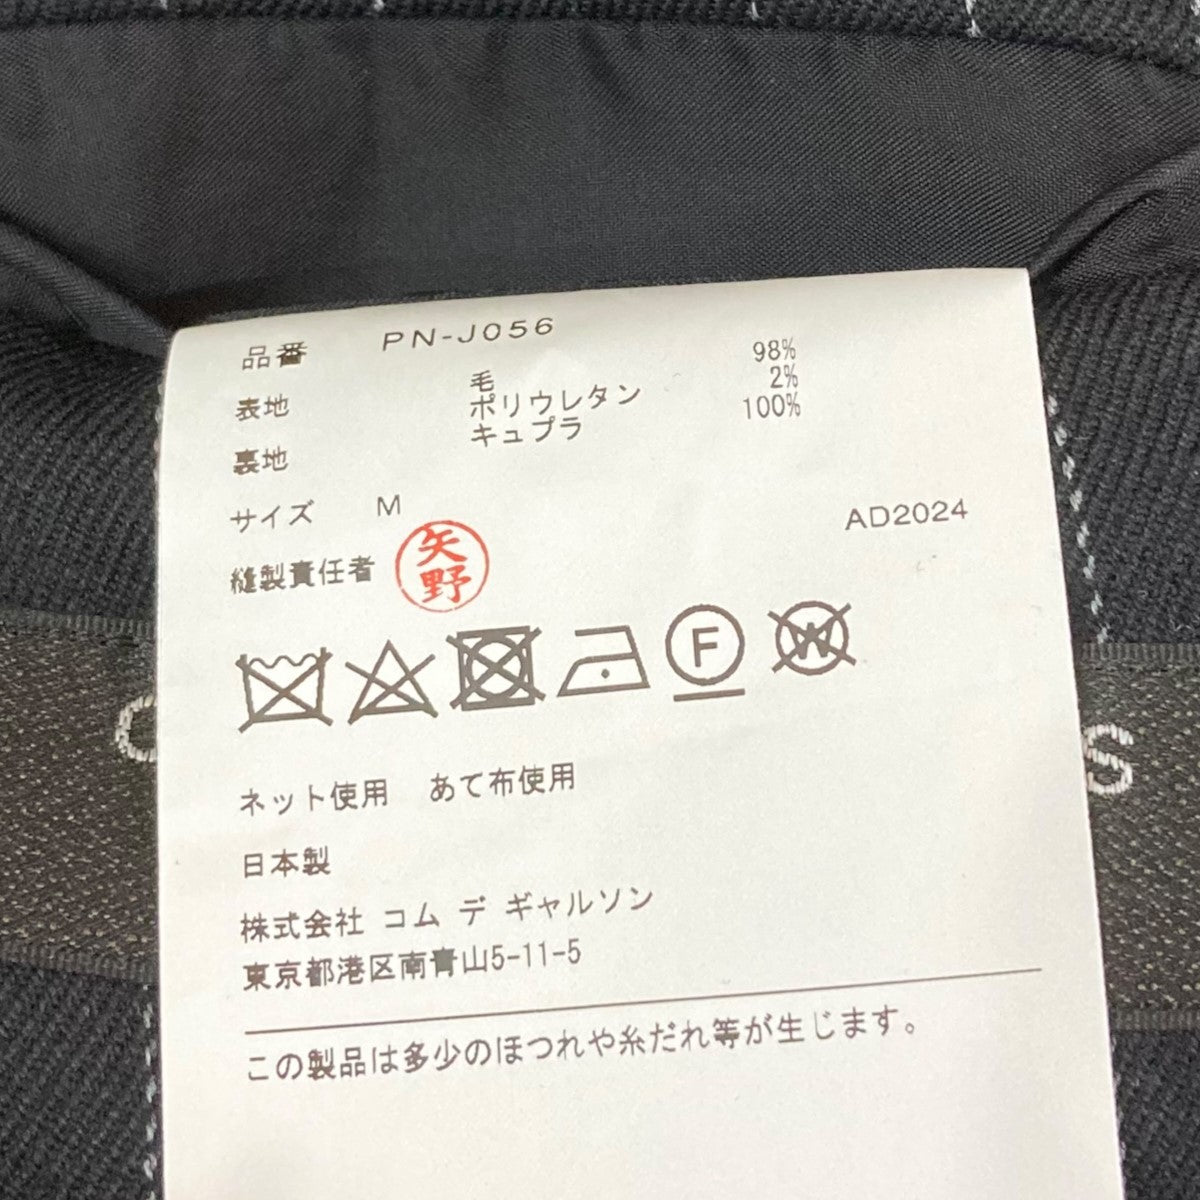 品番 PN-J056
表地 毛 98%
ポリウレタン 2%
裏地 キュプラ 100%
サイズ M AD2024
縫製責任者 矢野
F
W
ネット使用 あて布使用
日本製
株式会社 コム デ ギャルソン
東京都港区南青山5-11-5
この製品は多少のほつれや糸だれ等が生じます。
S